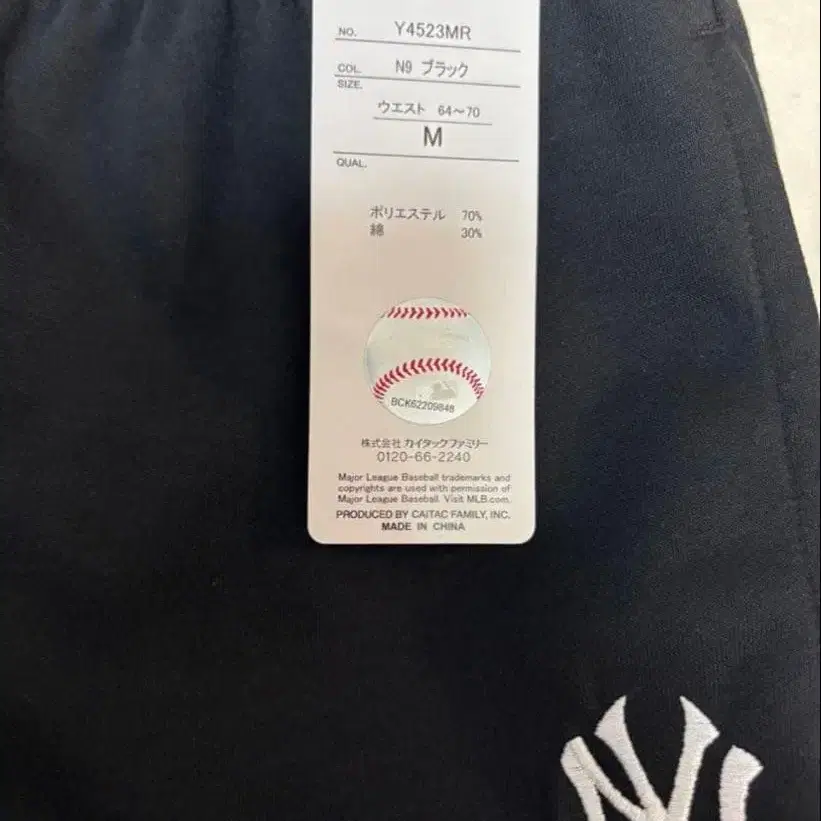 NO. Y4523MR
COL. N9 ブラック
SIZE.
ウエスト 64~70
M
QUAL.
ポリエステル 70%
綿 30%
BCK62209848
株式会社 カイタックファミリー
0120-66-2240
Major League Baseball trademarks and
copyrights are used with permission of
Major League Baseball. Visit MLB.com.
PRODUCED BY CAITAC FAMILY, INC.
MADE IN CHINA
NY